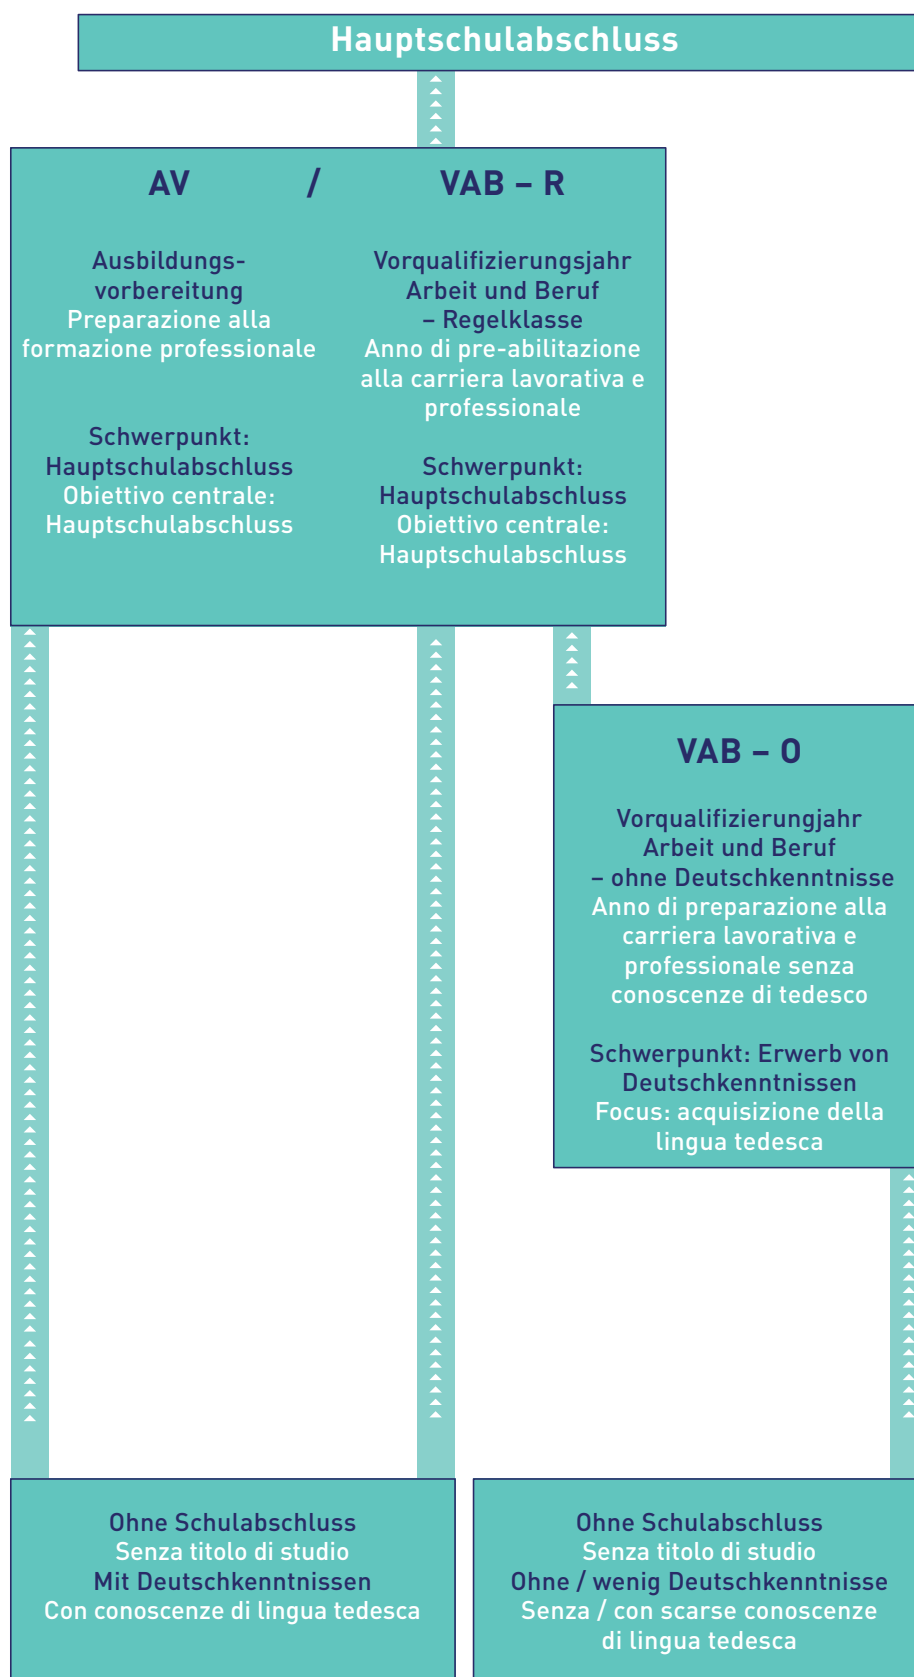 Hauptschulabschluss
AV / VAB – R
Ausbildungs-
vorbereitung
Preparazione alla
formazione professionale
Schwerpunkt:
Hauptschulabschluss
Obiettivo centrale:
Hauptschulabschluss
Vorqualifizierungsjahr
Arbeit und Beruf
– Regelklasse
Anno di pre-abilitazione
alla carriera lavorativa e
professionale
Schwerpunkt:
Hauptschulabschluss
Obiettivo centrale:
Hauptschulabschluss
VAB – O
Vorqualifizierungjahr
Arbeit und Beruf
– ohne Deutschkenntnisse
Anno di preparazione alla
carriera lavorativa e
professionale senza
conoscenze di tedesco
Schwerpunkt: Erwerb von
Deutschkenntnissen
Focus: acquisizione della
lingua tedesca
Ohne Schulabschluss
Senza titolo di studio
Mit Deutschkenntnissen
Con conoscenze di lingua tedesca
Ohne Schulabschluss
Senza titolo di studio
Ohne / wenig Deutschkenntnisse
Senza / con scarse conoscenze
di lingua tedesca